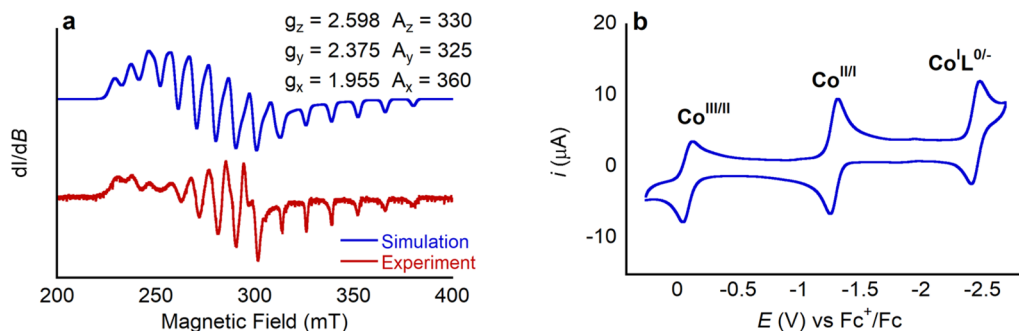 a
g_z = 2.598 A_z = 330
g_y = 2.375 A_y = 325
g_x = 1.955 A_x = 360
dI/dB
Simulation
Experiment
200 250 300 350 400
Magnetic Field (mT)
b
20
10
0
-10
i (μA)
Co^III/II
Co^II/I
Co^IL^0/-
0 -0.5 -1 -1.5 -2 -2.5
E (V) vs Fc⁺/Fc